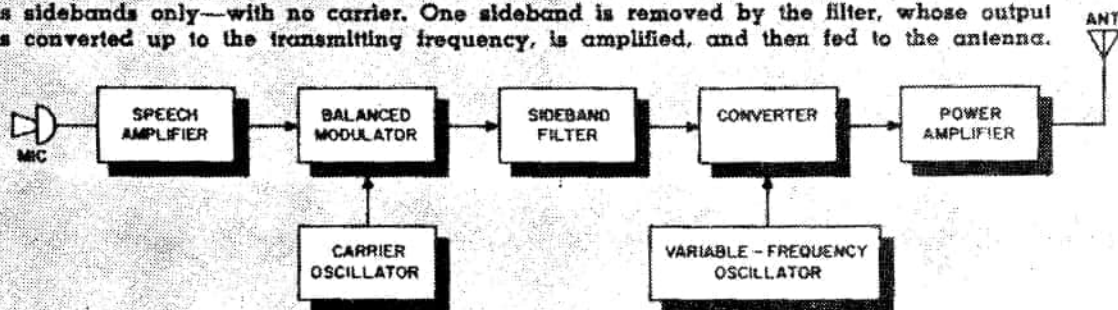 s sidebands only—with no carrier. One sideband is removed by the filter, whose output
s converted up to the transmitting frequency, is amplified, and then fed to the antenna.
ANT
MIC
SPEECH
AMPLIFIER
BALANCED
MODULATOR
SIDEBAND
FILTER
CONVERTER
POWER
AMPLIFIER
CARRIER
OSCILLATOR
VARIABLE - FREQUENCY
OSCILLATOR